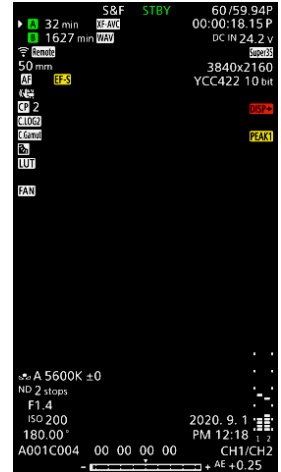 S&F STBY 60/59.94P
A 32 min XF-AVC 00:00:18.15 P
B 1627 min WAV DC IN 24.2 V
Remote Super35
50 mm 3840x2160
AF EF-S YCC422 10 bit
CP 2 DISP+
C.LOG2
C.Gamut PEAK1
LUT
FAN
A 5600K ±0
ND 2 stops
F1.4
ISO 200 2020. 9. 1
180.00° PM 12:18 1 2
A001C004 00 00 00 00 CH1/CH2
AE +0.25